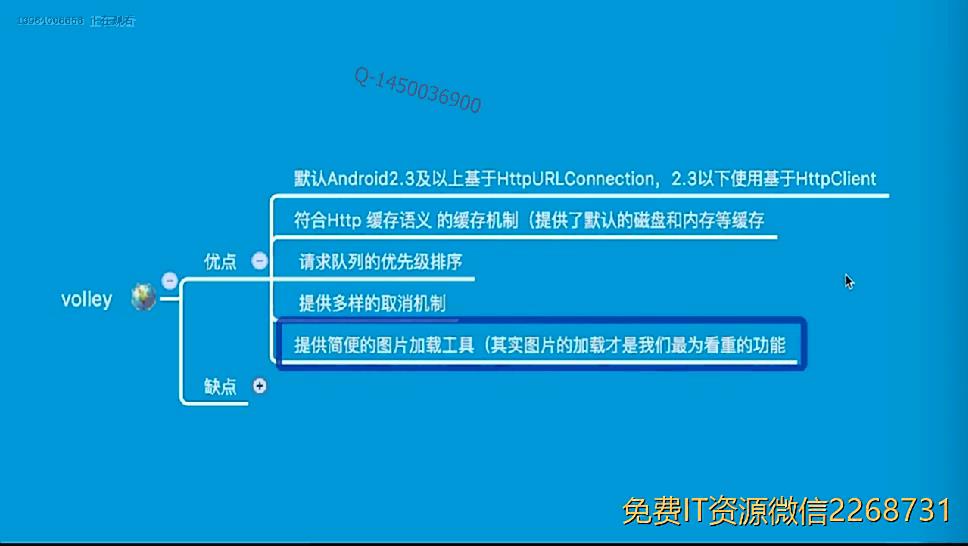 正在观看
Q-1450036900
默认Android2.3及以上基于HttpURLConnection，2.3以下使用基于HttpClient
符合Http 缓存语义 的缓存机制（提供了默认的磁盘和内存等缓存
优点
请求队列的优先级排序
volley
提供多样的取消机制
提供简便的图片加载工具（其实图片的加载才是我们最为看重的功能
缺点
免费IT资源微信2268731